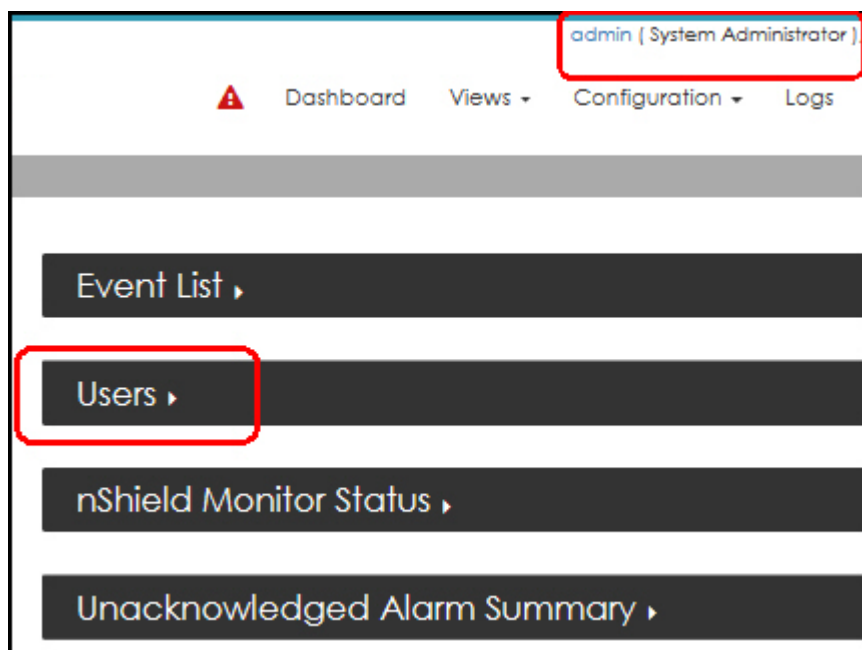 admin ( System Administrator ),
Dashboard Views Configuration Logs
Event List
Users
nShield Monitor Status
Unacknowledged Alarm Summary